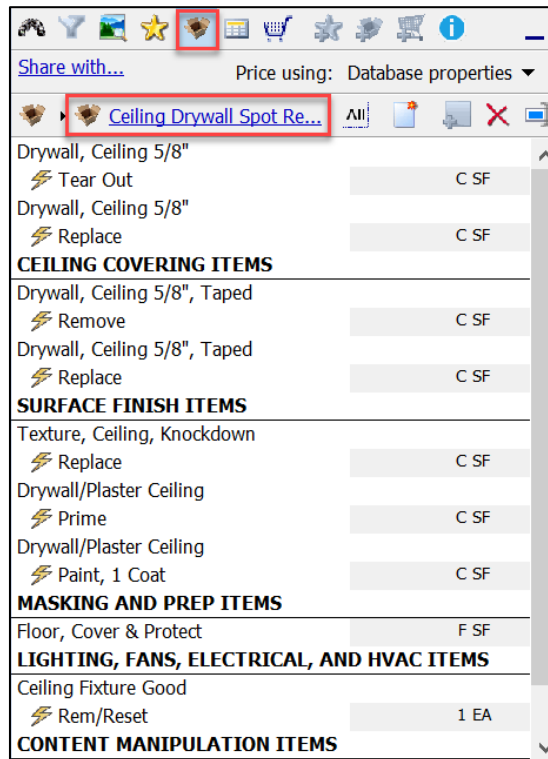 Share with... Price using: Database properties
Ceiling Drywall Spot Re... All
Drywall, Ceiling 5/8"
Tear Out C SF
Drywall, Ceiling 5/8"
Replace C SF
CEILING COVERING ITEMS
Drywall, Ceiling 5/8", Taped
Remove C SF
Drywall, Ceiling 5/8", Taped
Replace C SF
SURFACE FINISH ITEMS
Texture, Ceiling, Knockdown
Replace C SF
Drywall/Plaster Ceiling
Prime C SF
Drywall/Plaster Ceiling
Paint, 1 Coat C SF
MASKING AND PREP ITEMS
Floor, Cover & Protect F SF
LIGHTING, FANS, ELECTRICAL, AND HVAC ITEMS
Ceiling Fixture Good
Rem/Reset 1 EA
CONTENT MANIPULATION ITEMS